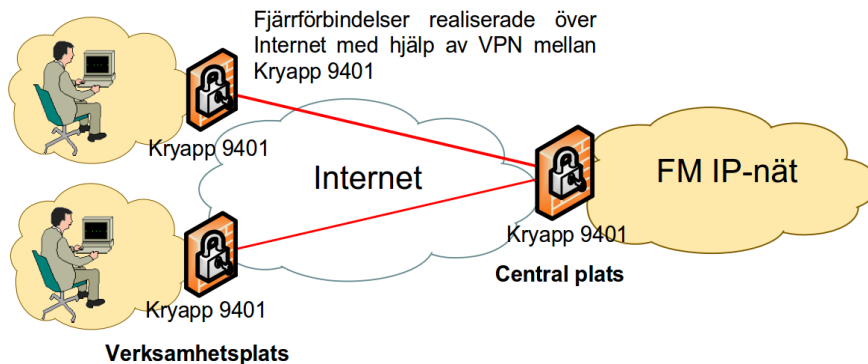 Fjärrförbindelser realiserade över
Internet med hjälp av VPN mellan
Kryapp 9401
Kryapp 9401
Internet
FM IP-nät
Kryapp 9401
Central plats
Kryapp 9401
Verksamhetsplats